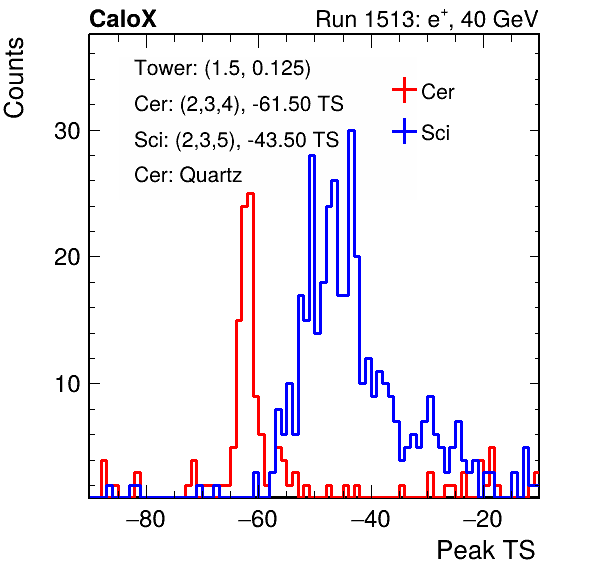 CaloX Run 1513: e⁺, 40 GeV
Counts
Tower: (1.5, 0.125)
Cer: (2,3,4), -61.50 TS
Sci: (2,3,5), -43.50 TS
Cer: Quartz
Cer
Sci
30
20
10
−80 −60 −40 −20
Peak TS